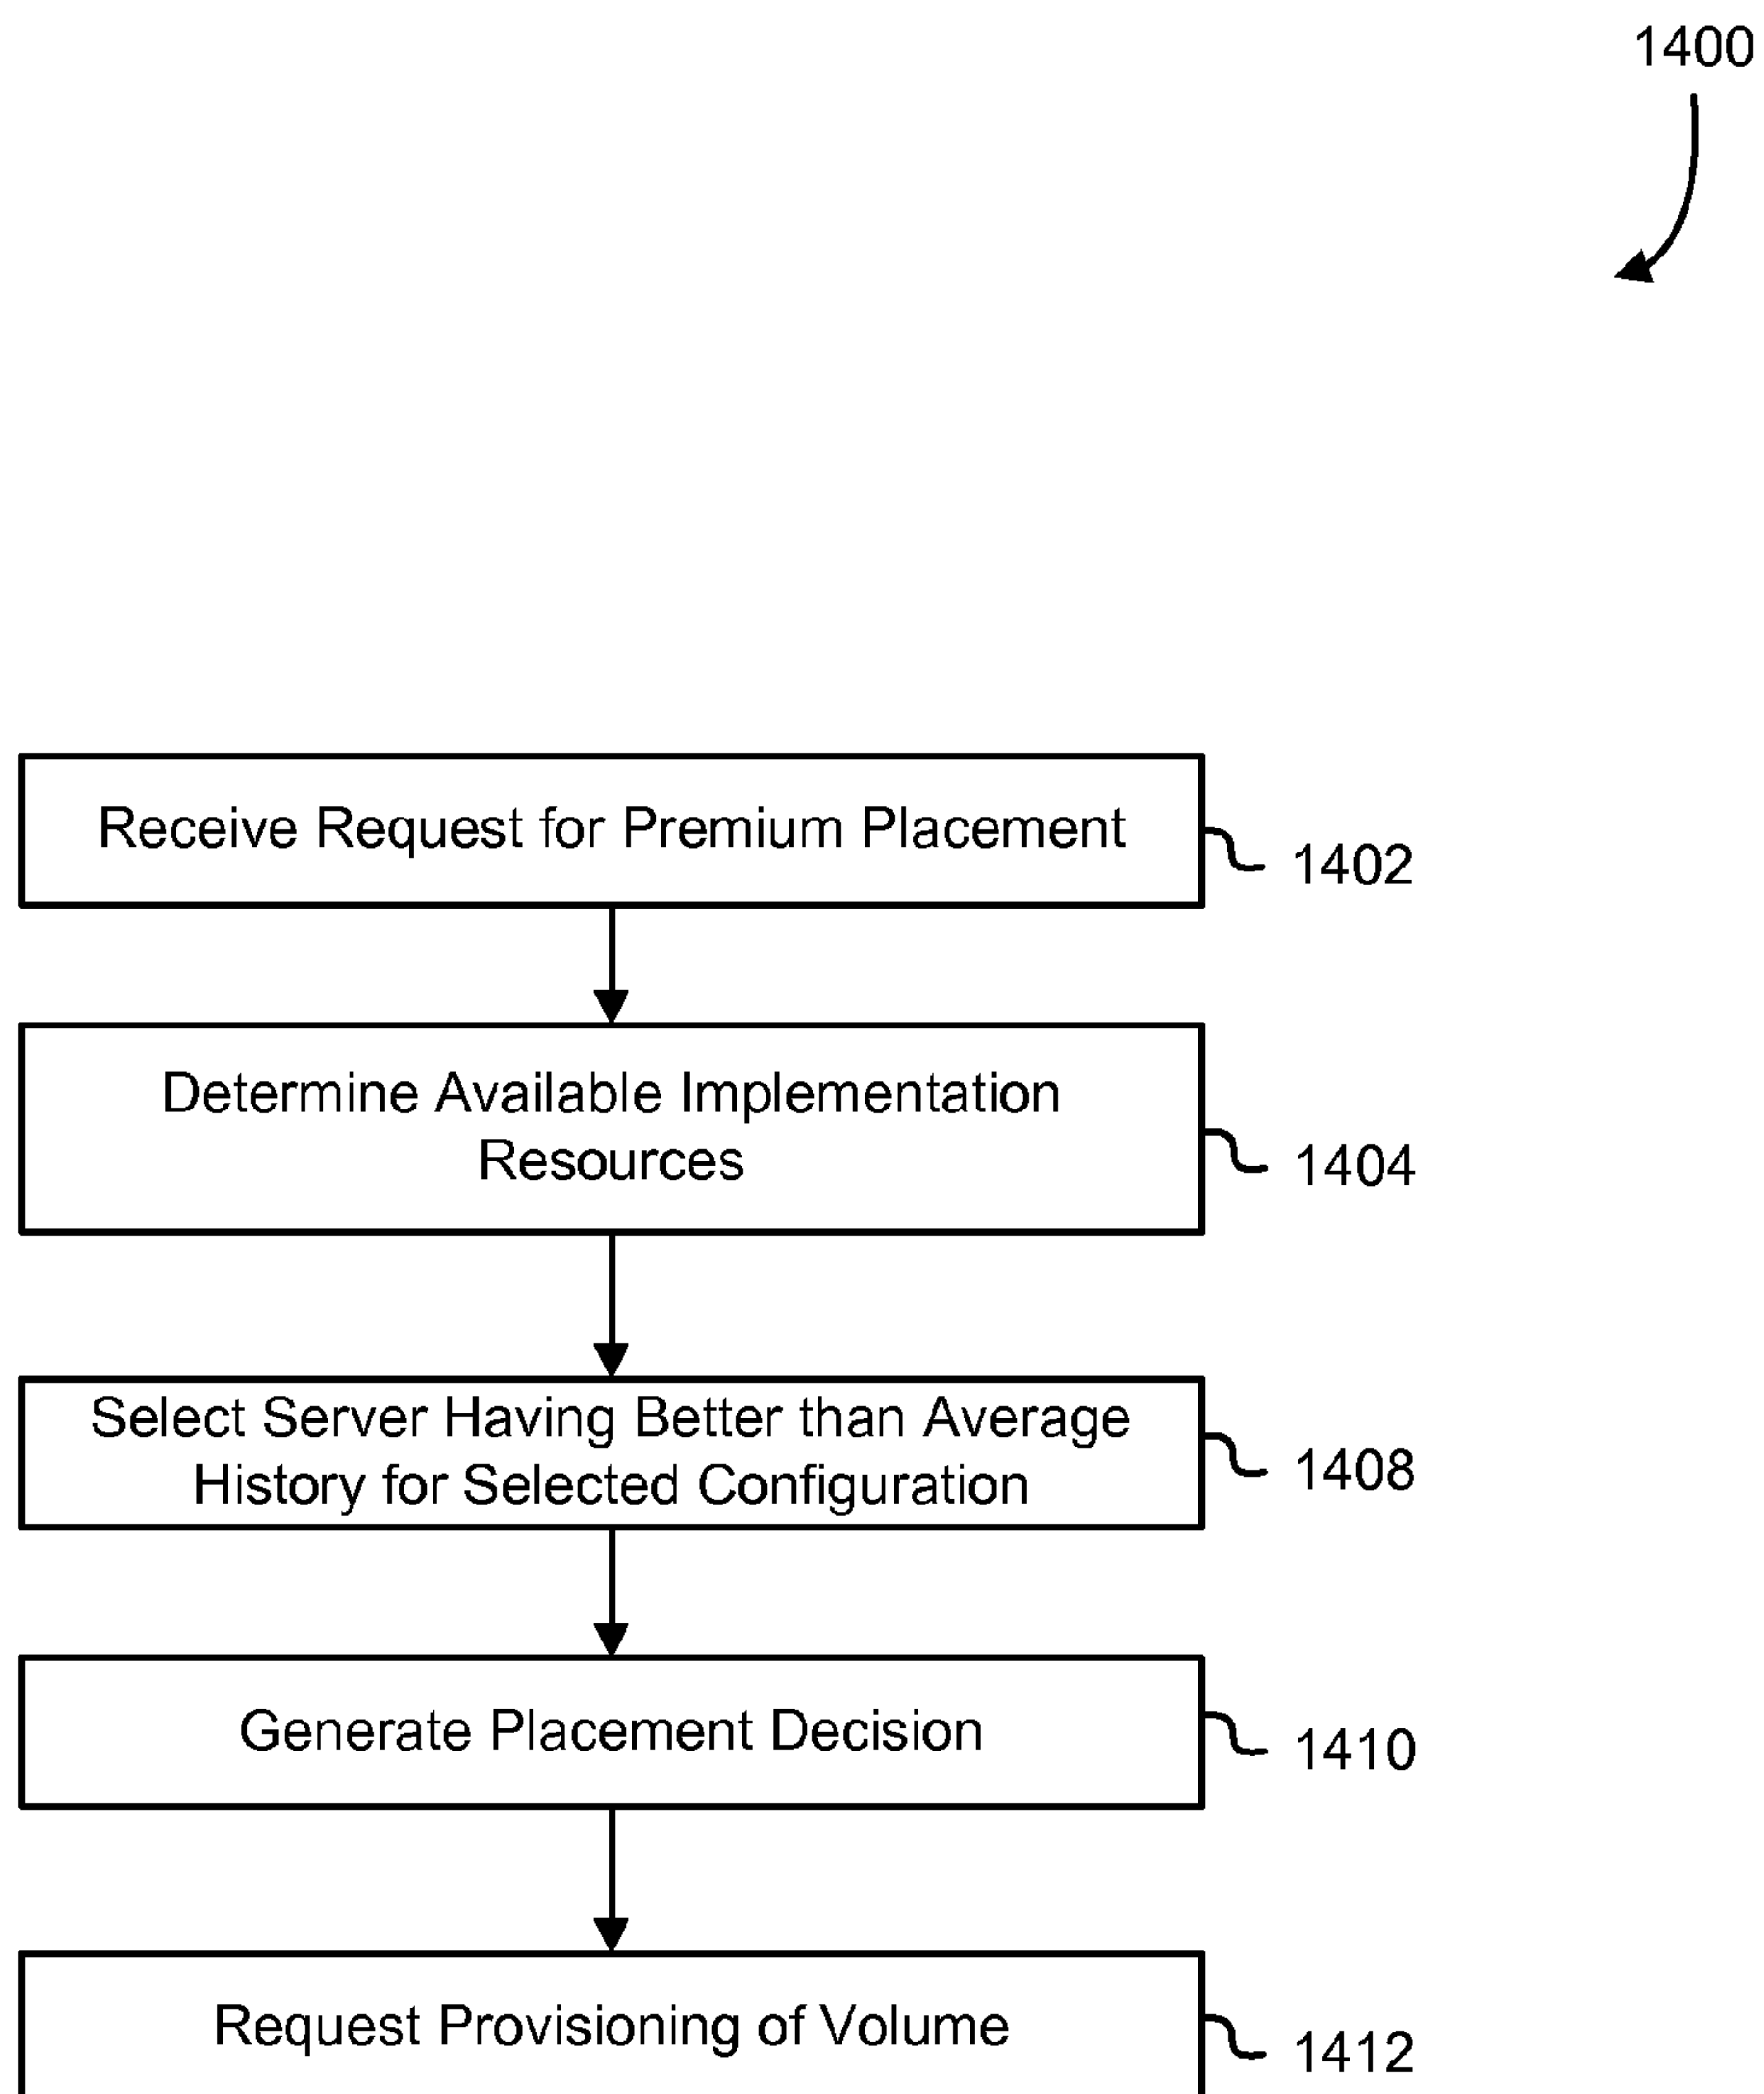 1400
Receive Request for Premium Placement
1402
Determine Available Implementation
Resources
1404
Select Server Having Better than Average
History for Selected Configuration
1408
Generate Placement Decision
1410
Request Provisioning of Volume
1412